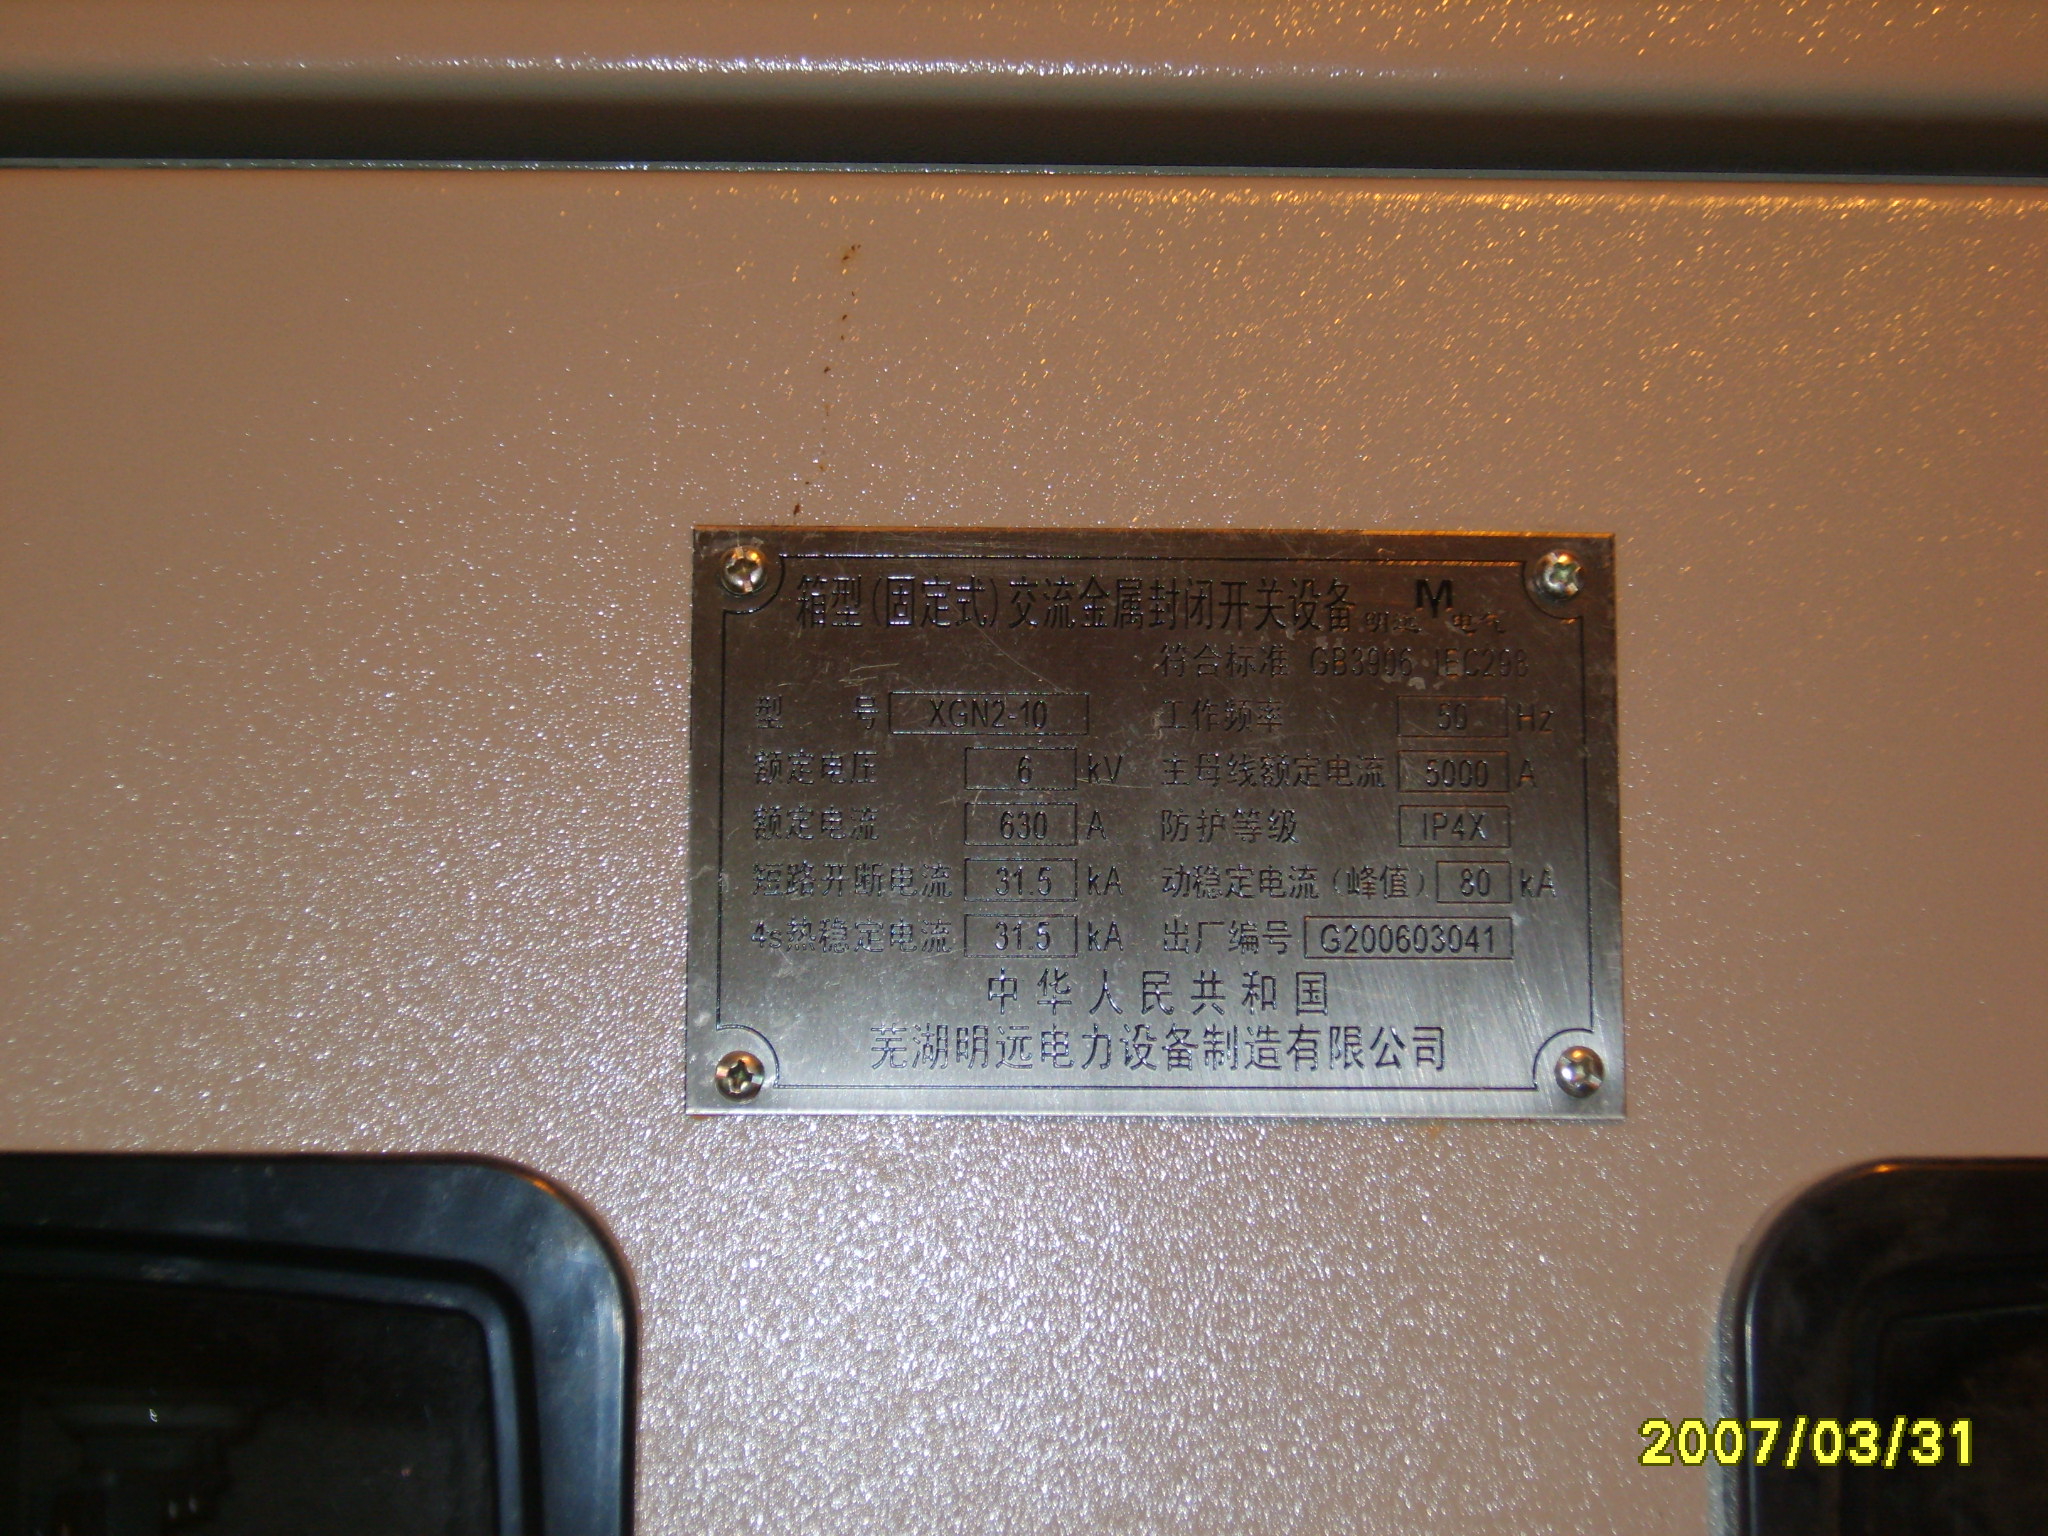 箱型(固定式)交流金属封闭开关设备 明远 M 电气
符合标准 GB3906 IEC298
型 号 XGN2-10 工作频率 50 Hz
额定电压 6 kV 主母线额定电流 5000 A
额定电流 630 A 防护等级 IP4X
短路开断电流 31.5 kA 动稳定电流(峰值) 80 kA
4s热稳定电流 31.5 kA 出厂编号 G200603041
中华人民共和国
芜湖明远电力设备制造有限公司
2007/03/31